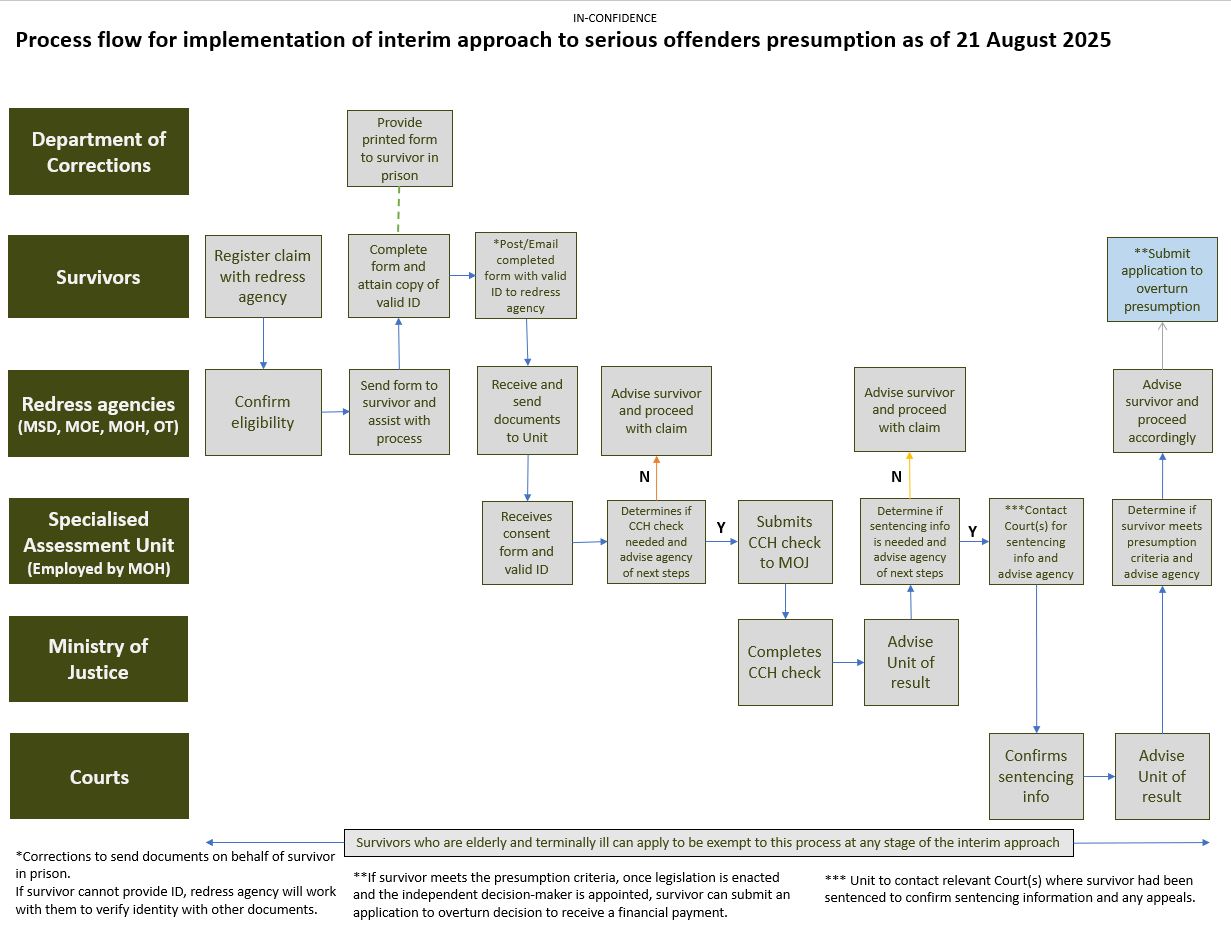 IN-CONFIDENCE
Process flow for implementation of interim approach to serious offenders presumption as of 21 August 2025
Department of
Corrections
Provide
printed form
to survivor in
prison
Survivors
Register claim
with redress
agency
Complete
form and
attain copy of
valid ID
*Post/Email
completed
form with valid
ID to redress
agency
**Submit
application to
overturn
presumption
Redress agencies
(MSD, MOE, MOH, OT)
Confirm
eligibility
Send form to
survivor and
assist with
process
Receive and
send
documents
to Unit
Advise survivor
and proceed
with claim
Advise survivor
and proceed
with claim
Advise
survivor and
proceed
accordingly
N
N
Specialised
Assessment Unit
(Employed by MOH)
Receives
consent
form and
valid ID
Determines if
CCH check
needed and
advise agency
of next steps
Y
Submits
CCH check
to MOJ
Determine if
sentencing info
is needed and
advise agency
of next steps
Y
***Contact
Court(s) for
sentencing
info and
advise agency
Determine if
survivor meets
presumption
criteria and
advise agency
Ministry of
Justice
Completes
CCH check
Advise
Unit of
result
Courts
Confirms
sentencing
info
Advise
Unit of
result
Survivors who are elderly and terminally ill can apply to be exempt to this process at any stage of the interim approach
*Corrections to send documents on behalf of survivor
in prison.
If survivor cannot provide ID, redress agency will work
with them to verify identity with other documents.
**If survivor meets the presumption criteria, once legislation is enacted
and the independent decision-maker is appointed, survivor can submit an
application to overturn decision to receive a financial payment.
*** Unit to contact relevant Court(s) where survivor had been
sentenced to confirm sentencing information and any appeals.